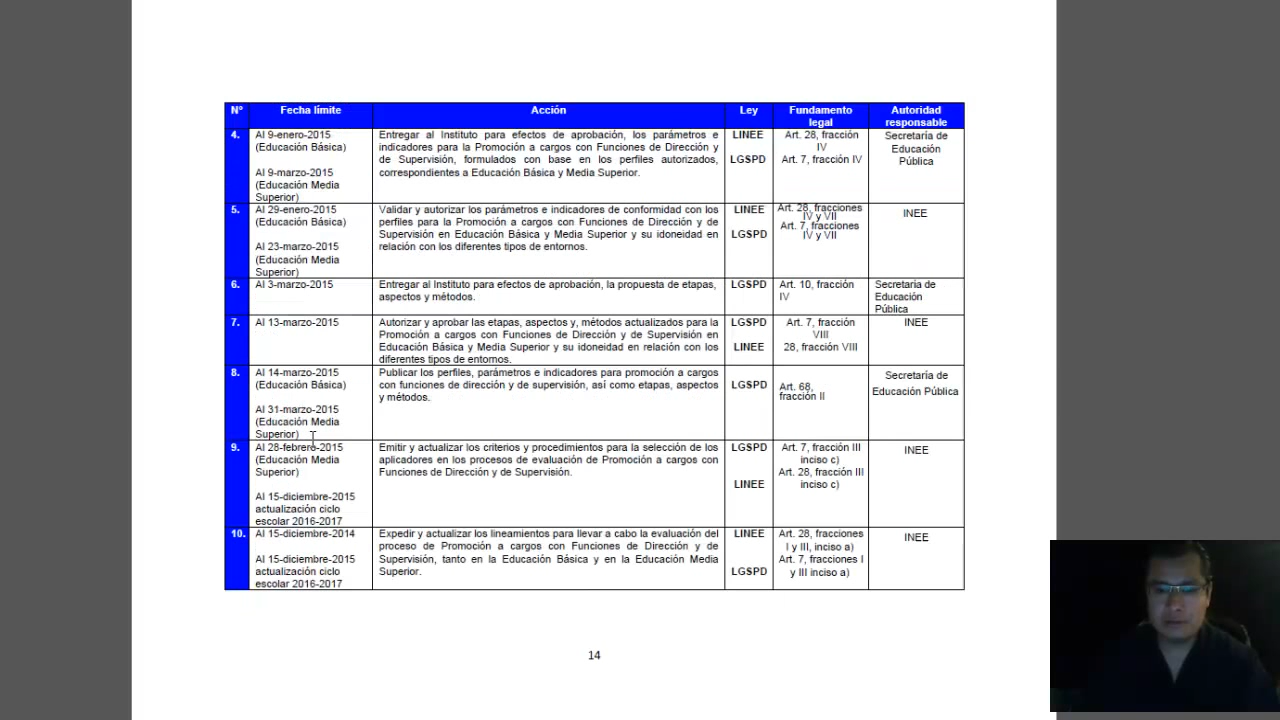 Nº Fecha límite Acción Ley Fundamento legal Autoridad responsable
4.
Al 9-enero-2015
(Educación Básica)
Al 9-marzo-2015
(Educación Media
Superior)
Entregar al Instituto para efectos de aprobación, los parámetros e
indicadores para la Promoción a cargos con Funciones de Dirección y
de Supervisión, formulados con base en los perfiles autorizados,
correspondientes a Educación Básica y Media Superior.
LINEE
LGSPD
Art. 28, fracción
IV
Art. 7, fracción IV
Secretaría de
Educación
Pública
5.
Al 29-enero-2015
(Educación Básica)
Al 23-marzo-2015
(Educación Media
Superior)
Validar y autorizar los parámetros e indicadores de conformidad con los
perfiles para la Promoción a cargos con Funciones de Dirección y de
Supervisión en Educación Básica y Media Superior y su idoneidad en
relación con los diferentes tipos de entornos.
LINEE
LGSPD
Art. 28, fracciones
IV y VII
Art. 7, fracciones
IV y VII
INEE
6.
Al 3-marzo-2015
Entregar al Instituto para efectos de aprobación, la propuesta de etapas,
aspectos y métodos.
LGSPD
Art. 10, fracción
IV
Secretaria de
Educación
Pública
7.
Al 13-marzo-2015
Autorizar y aprobar las etapas, aspectos y, métodos actualizados para la
Promoción a cargos con Funciones de Dirección y de Supervisión en
Educación Básica y Media Superior y su idoneidad en relación con los
diferentes tipos de entornos.
LGSPD
LINEE
Art. 7, fracción
VIII
28, fracción VIII
INEE
8.
Al 14-marzo-2015
(Educación Básica)
Al 31-marzo-2015
(Educación Media
Superior)
Publicar los perfiles, parámetros e indicadores para promoción a cargos
con funciones de dirección y de supervisión, así como etapas, aspectos
y métodos.
LGSPD
Art. 68,
fracción II
Secretaría de
Educación Pública
9.
Al 28-febrero-2015
(Educación Media
Superior)
Al 15-diciembre-2015
actualización ciclo
escolar 2016-2017
Emitir y actualizar los criterios y procedimientos para la selección de los
aplicadores en los procesos de evaluación de Promoción a cargos con
Funciones de Dirección y de Supervisión.
LGSPD
LINEE
Art. 7, fracción III
inciso c)
Art. 28, fracción III
inciso c)
INEE
10.
Al 15-diciembre-2014
Al 15-diciembre-2015
actualización ciclo
escolar 2016-2017
Expedir y actualizar los lineamientos para llevar a cabo la evaluación del
proceso de Promoción a cargos con Funciones de Dirección y de
Supervisión, tanto en la Educación Básica y en la Educación Media
Superior.
LINEE
LGSPD
Art. 28, fracciones
I y III, inciso a)
Art. 7, fracciones I
y III inciso a)
INEE
14